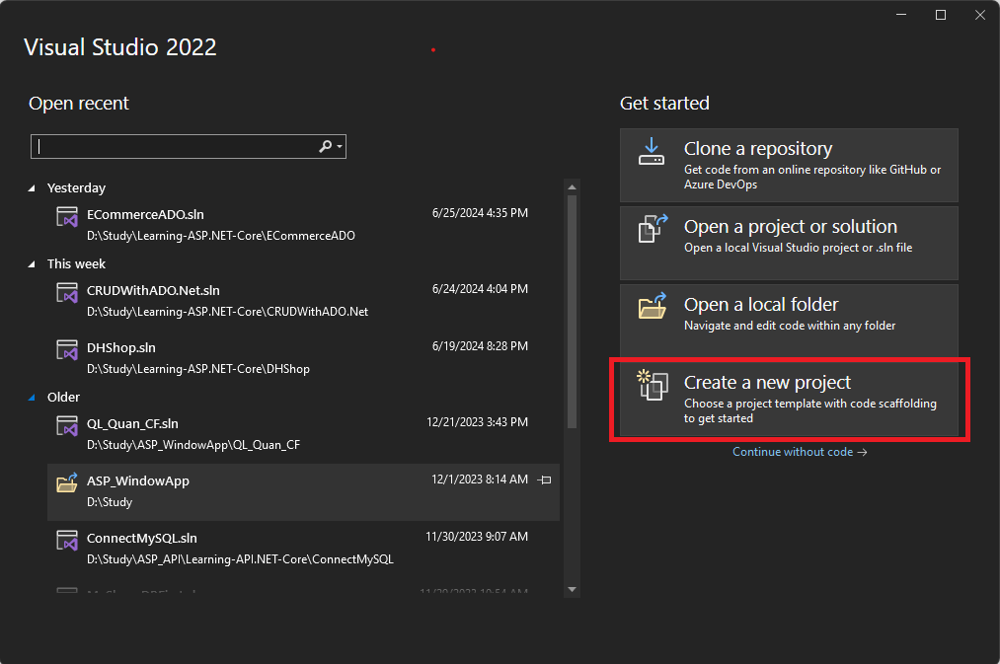 Visual Studio 2022
Open recent
Yesterday
ECommerceADO.sln 6/25/2024 4:35 PM
D:\Study\Learning-ASP.NET-Core\ECommerceADO
This week
CRUDWithADO.Net.sln 6/24/2024 4:04 PM
D:\Study\Learning-ASP.NET-Core\CRUDWithADO.Net
DHShop.sln 6/19/2024 8:28 PM
D:\Study\Learning-ASP.NET-Core\DHShop
Older
QL_Quan_CF.sln 12/21/2023 3:43 PM
D:\Study\ASP_WindowApp\QL_Quan_CF
ASP_WindowApp 12/1/2023 8:14 AM
D:\Study
ConnectMySQL.sln 11/30/2023 9:07 AM
D:\Study\ASP_API\Learning-API.NET-Core\ConnectMySQL
Get started
Clone a repository
Get code from an online repository like GitHub or
Azure DevOps
Open a project or solution
Open a local Visual Studio project or .sln file
Open a local folder
Navigate and edit code within any folder
Create a new project
Choose a project template with code scaffolding
to get started
Continue without code →